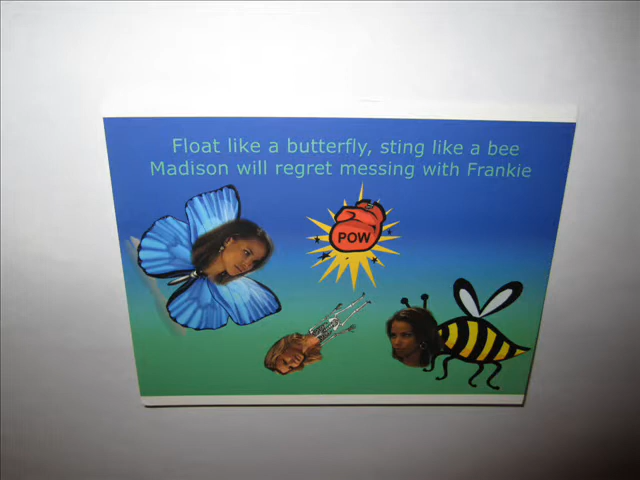 Float like a butterfly, sting like a bee
Madison will regret messing with Frankie
POW